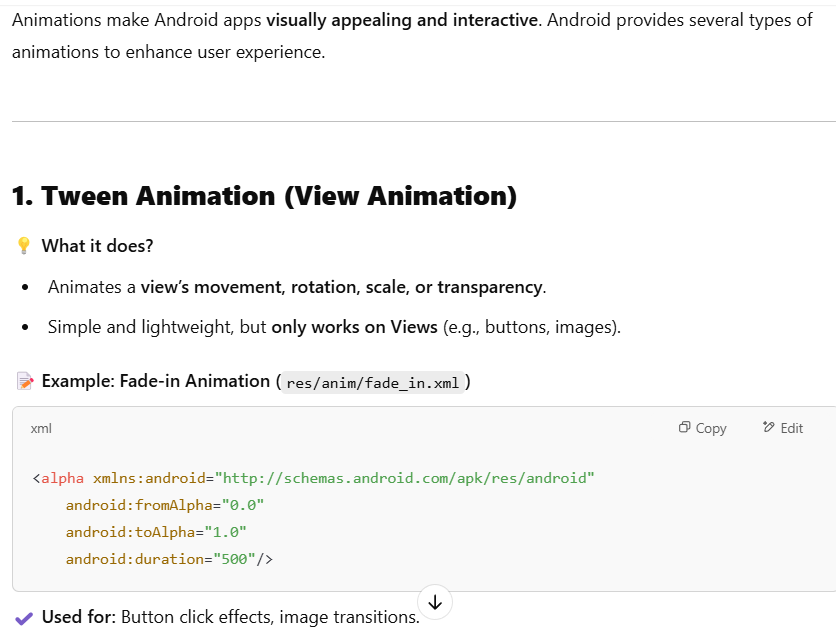 Animations make Android apps visually appealing and interactive. Android provides several types of
animations to enhance user experience.
1. Tween Animation (View Animation)
💡 What it does?
• Animates a view’s movement, rotation, scale, or transparency.
• Simple and lightweight, but only works on Views (e.g., buttons, images).
📝 Example: Fade-in Animation (res/anim/fade_in.xml)
xml Copy Edit
<alpha xmlns:android="http://schemas.android.com/apk/res/android"
    android:fromAlpha="0.0"
    android:toAlpha="1.0"
    android:duration="500"/>
✔ Used for: Button click effects, image transitions.